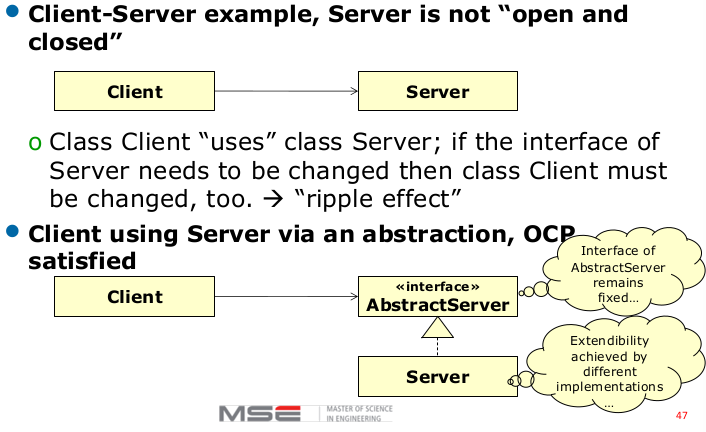 • Client-Server example, Server is not “open and
closed”
Client
Server
o Class Client “uses” class Server; if the interface of
Server needs to be changed then class Client must
be changed, too. → “ripple effect”
• Client using Server via an abstraction, OCP
satisfied
Client
«interface»
AbstractServer
Interface of
AbstractServer
remains
fixed…
Server
Extendibility
achieved by
different
implementations
…
MSE
MASTER OF SCIENCE
IN ENGINEERING
47